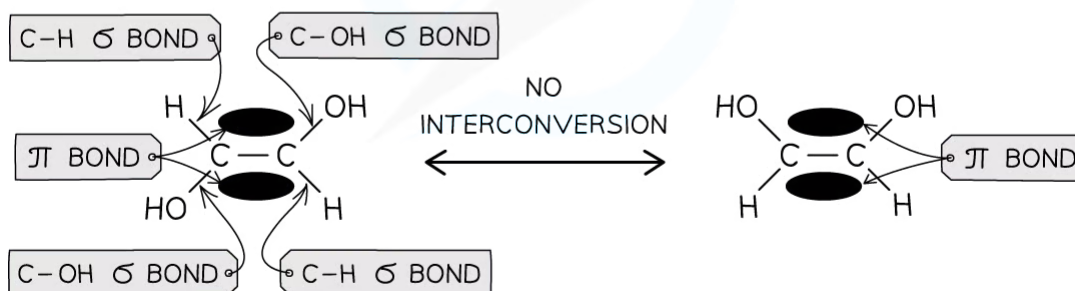 C–H σ BOND
C–OH σ BOND
NO
INTERCONVERSION
H
OH
HO
OH
π BOND
C–C
C–C
π BOND
HO
H
H
H
C–OH σ BOND
C–H σ BOND